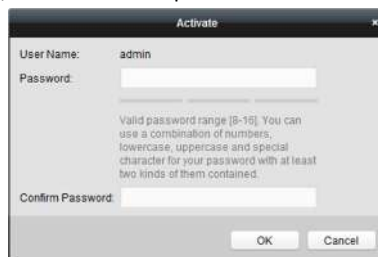 Activate
×
User Name: admin
Password:
Valid password range [8-16]. You can
use a combination of numbers,
lowercase, uppercase and special
character for your password with at least
two kinds of them contained.
Confirm Password:
OK Cancel